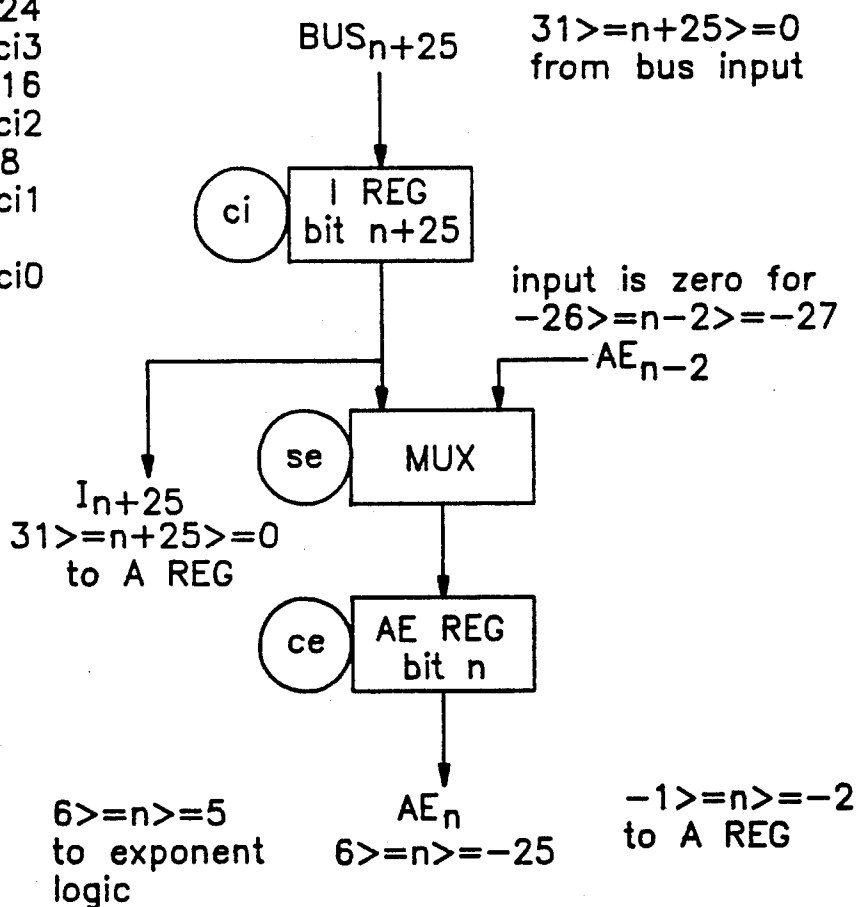 24
ci3
16
ci2
8
ci1
ci0
BUSn+25
31>=n+25>=0
from bus input
ci
I REG
bit n+25
input is zero for
-26>=n-2>=-27
AEn-2
se
MUX
In+25
31>=n+25>=0
to A REG
ce
AE REG
bit n
6>=n>=5
to exponent
logic
AEn
6>=n>=-25
-1>=n>=-2
to A REG